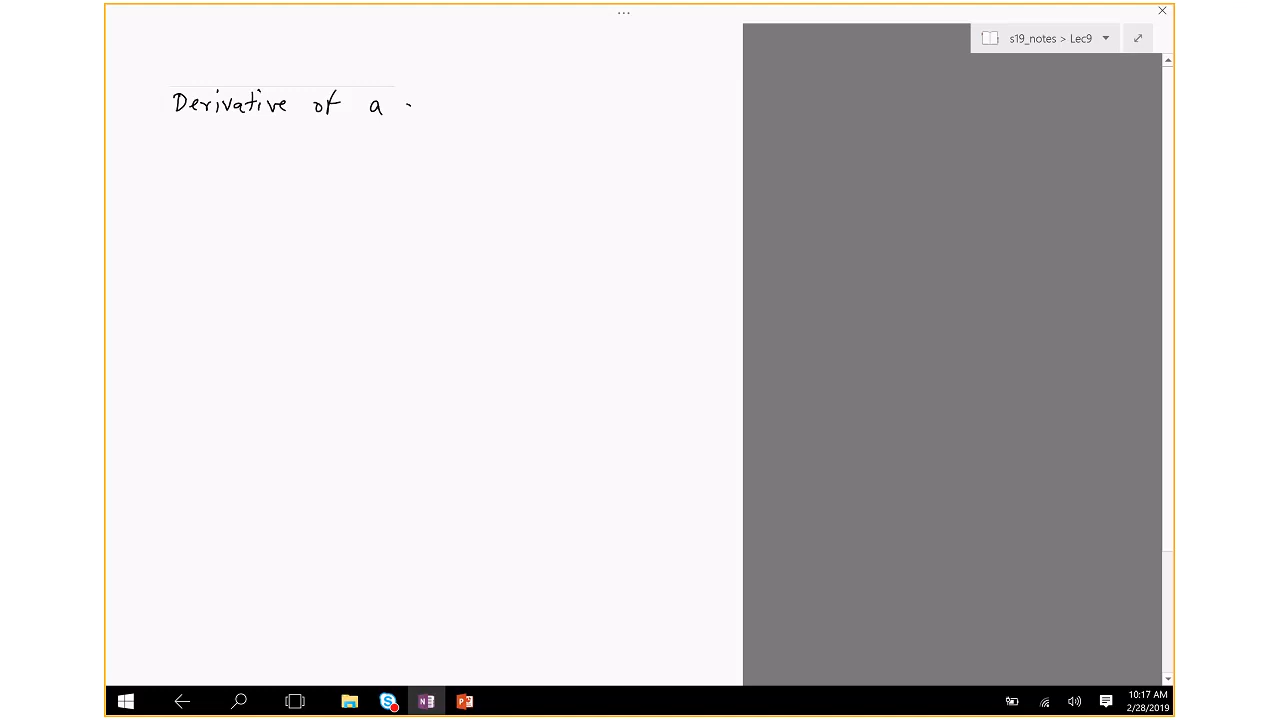 ...
s19_notes > Lec9
Derivative of a
10:17 AM
2/28/2019